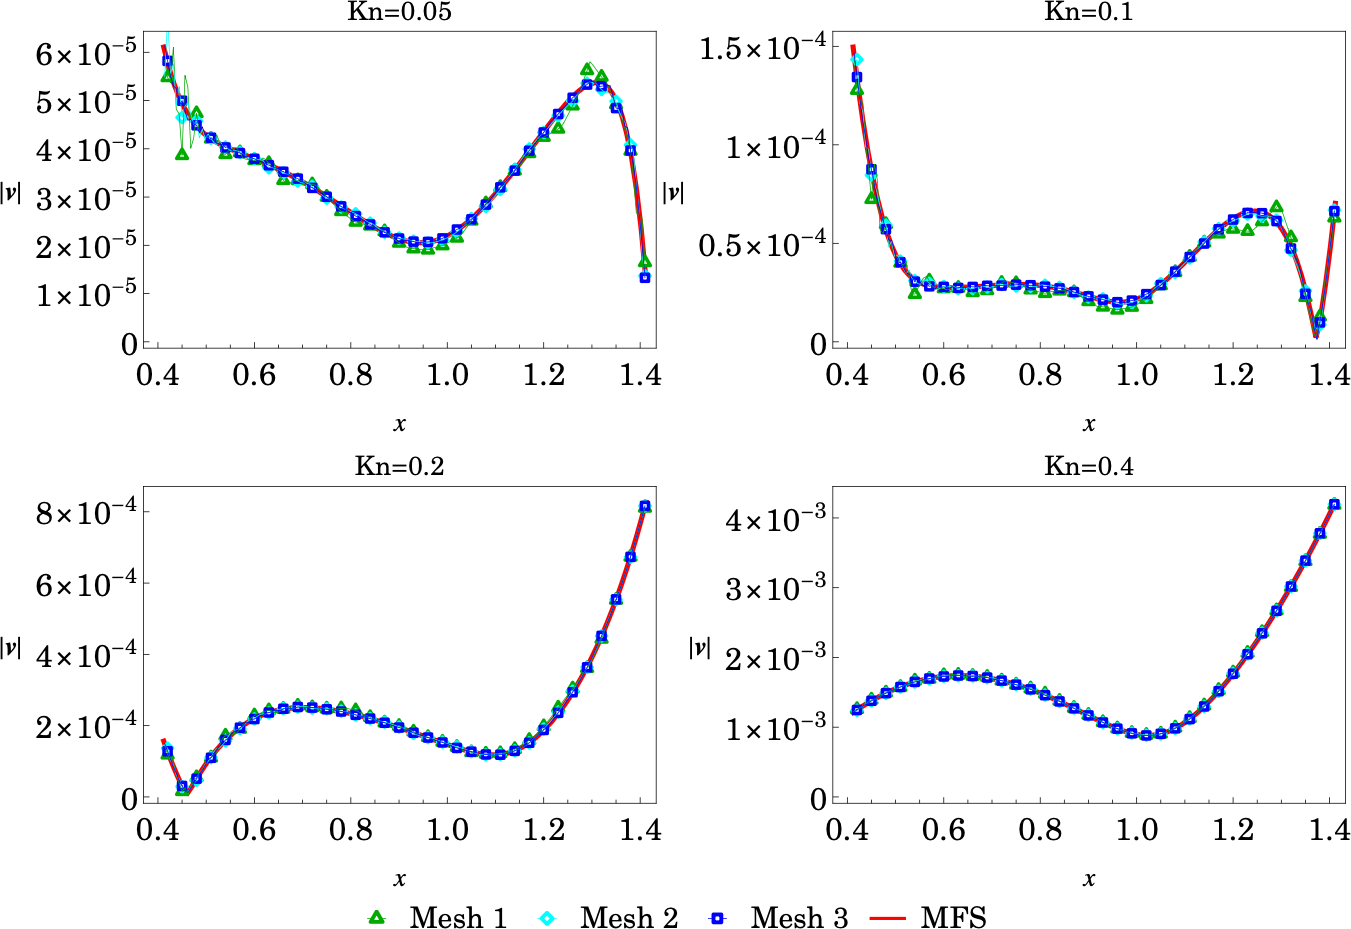 Kn=0.05
6×10⁻⁵
5×10⁻⁵
4×10⁻⁵
|v|
3×10⁻⁵
2×10⁻⁵
1×10⁻⁵
0
0.4 0.6 0.8 1.0 1.2 1.4
x
Kn=0.1
1.5×10⁻⁴
1×10⁻⁴
|v|
0.5×10⁻⁴
0
0.4 0.6 0.8 1.0 1.2 1.4
x
Kn=0.2
8×10⁻⁴
6×10⁻⁴
|v|
4×10⁻⁴
2×10⁻⁴
0
0.4 0.6 0.8 1.0 1.2 1.4
x
Kn=0.4
4×10⁻³
3×10⁻³
|v|
2×10⁻³
1×10⁻³
0
0.4 0.6 0.8 1.0 1.2 1.4
x
Mesh 1 Mesh 2 Mesh 3 MFS